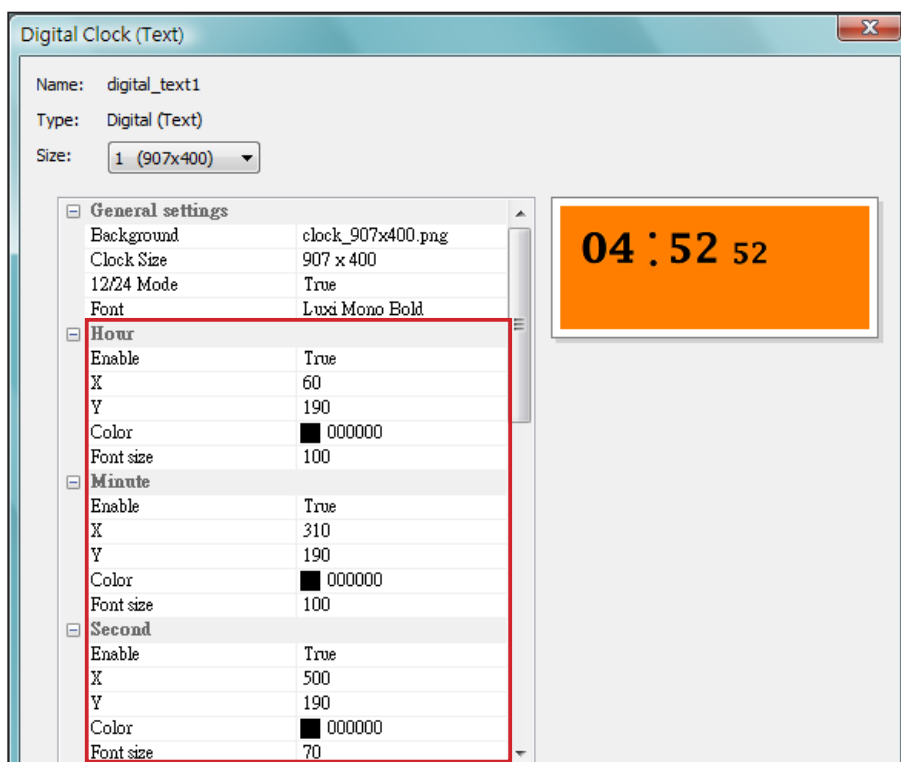 Digital Clock (Text)
X
Name: digital_text1
Type: Digital (Text)
Size: 1 (907x400)
General settings
Background clock_907x400.png
Clock Size 907 x 400
12/24 Mode True
Font Luxi Mono Bold
Hour
Enable True
X 60
Y 190
Color 000000
Font size 100
Minute
Enable True
X 310
Y 190
Color 000000
Font size 100
Second
Enable True
X 500
Y 190
Color 000000
Font size 70
04 : 52 52